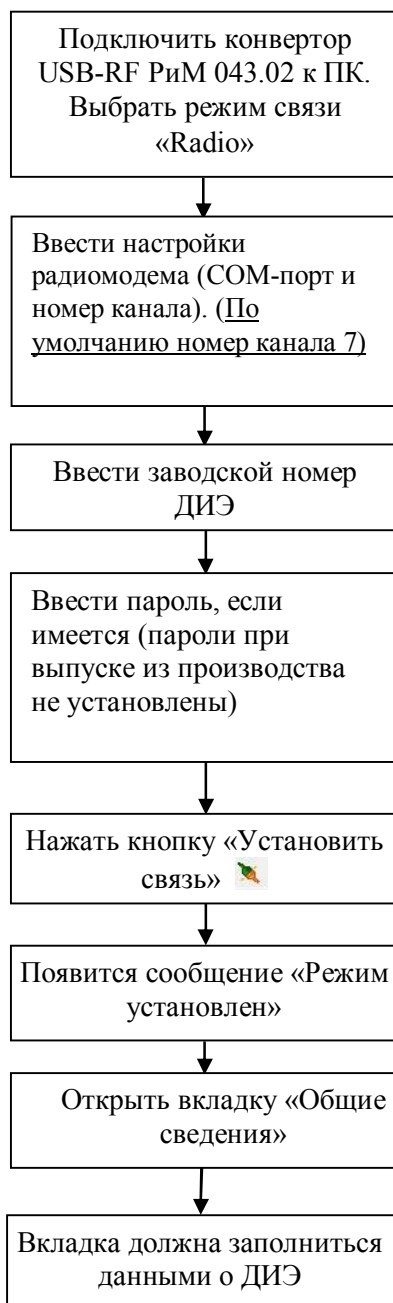 Подключить конвертор
USB-RF РиМ 043.02 к ПК.
Выбрать режим связи
«Radio»
Ввести настройки
радиомодема (COM-порт и
номер канала). (По
умолчанию номер канала 7)
Ввести заводской номер
ДИЭ
Ввести пароль, если
имеется (пароли при
выпуске из производства
не установлены)
Нажать кнопку «Установить
связь»
Появится сообщение «Режим
установлен»
Открыть вкладку «Общие
сведения»
Вкладка должна заполниться
данными о ДИЭ